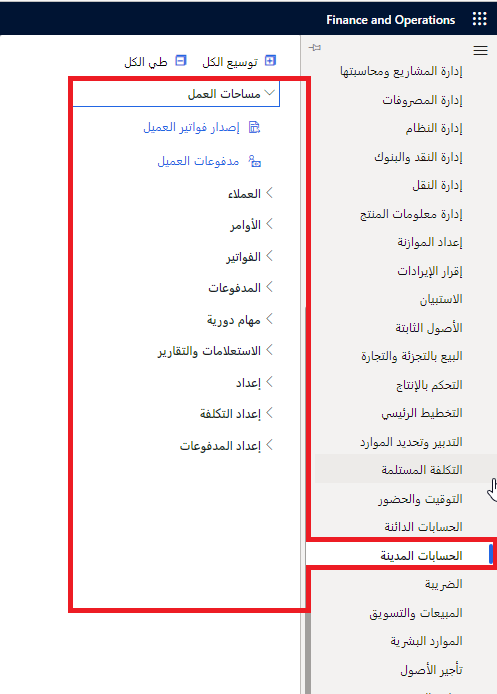 Finance and Operations
إدارة المشاريع ومحاسبتها
إدارة المصروفات
إدارة النظام
إدارة النقد والبنوك
إدارة النقل
إدارة معلومات المنتج
إعداد الموازنة
إقرار الإيرادات
الاستبيان
الأصول الثابتة
البيع بالتجزئة والتجارة
التحكم بالإنتاج
التخطيط الرئيسي
التدبير وتحديد الموارد
التكلفة المستلمة
التوقيت والحضور
الحسابات الدائنة
الحسابات المدينة
الضريبة
المبيعات والتسويق
الموارد البشرية
تأجير الأصول
توسيع الكل
طي الكل
مساحات العمل
إصدار فواتير العميل
مدفوعات العميل
العملاء
الأوامر
الفواتير
المدفوعات
مهام دورية
الاستعلامات والتقارير
إعداد
إعداد التكلفة
إعداد المدفوعات